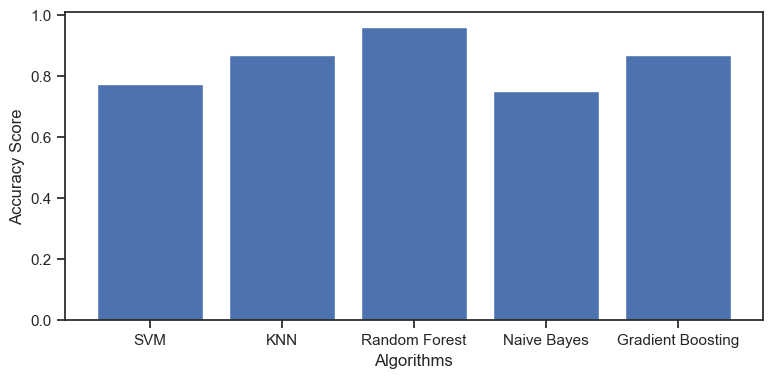 Accuracy Score
1.0
0.8
0.6
0.4
0.2
0.0
SVM KNN Random Forest Naive Bayes Gradient Boosting
Algorithms